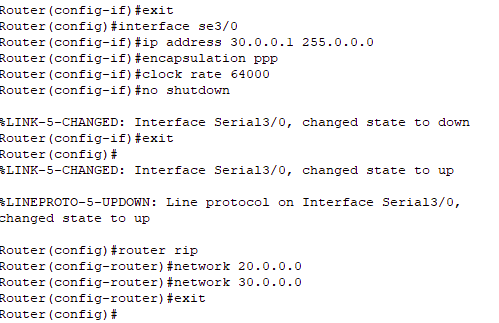 Router(config-if)#exit
Router(config)#interface se3/0
Router(config-if)#ip address 30.0.0.1 255.0.0.0
Router(config-if)#encapsulation ppp
Router(config-if)#clock rate 64000
Router(config-if)#no shutdown
%LINK-5-CHANGED: Interface Serial3/0, changed state to down
Router(config-if)#exit
Router(config)#
%LINK-5-CHANGED: Interface Serial3/0, changed state to up
%LINEPROTO-5-UPDOWN: Line protocol on Interface Serial3/0,
changed state to up
Router(config)#router rip
Router(config-router)#network 20.0.0.0
Router(config-router)#network 30.0.0.0
Router(config-router)#exit
Router(config)#